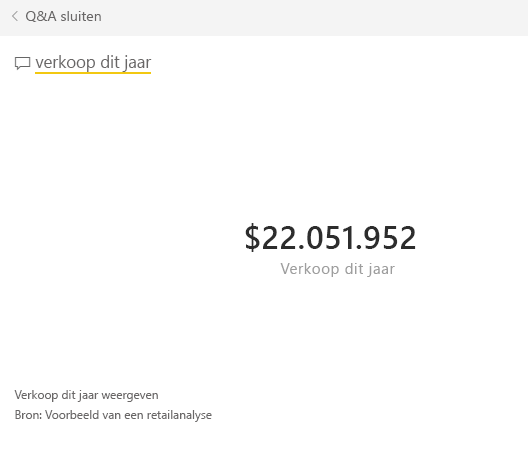 Q&A sluiten
verkoop dit jaar
$22.051.952
Verkoop dit jaar
Verkoop dit jaar weergeven
Bron: Voorbeeld van een retailanalyse